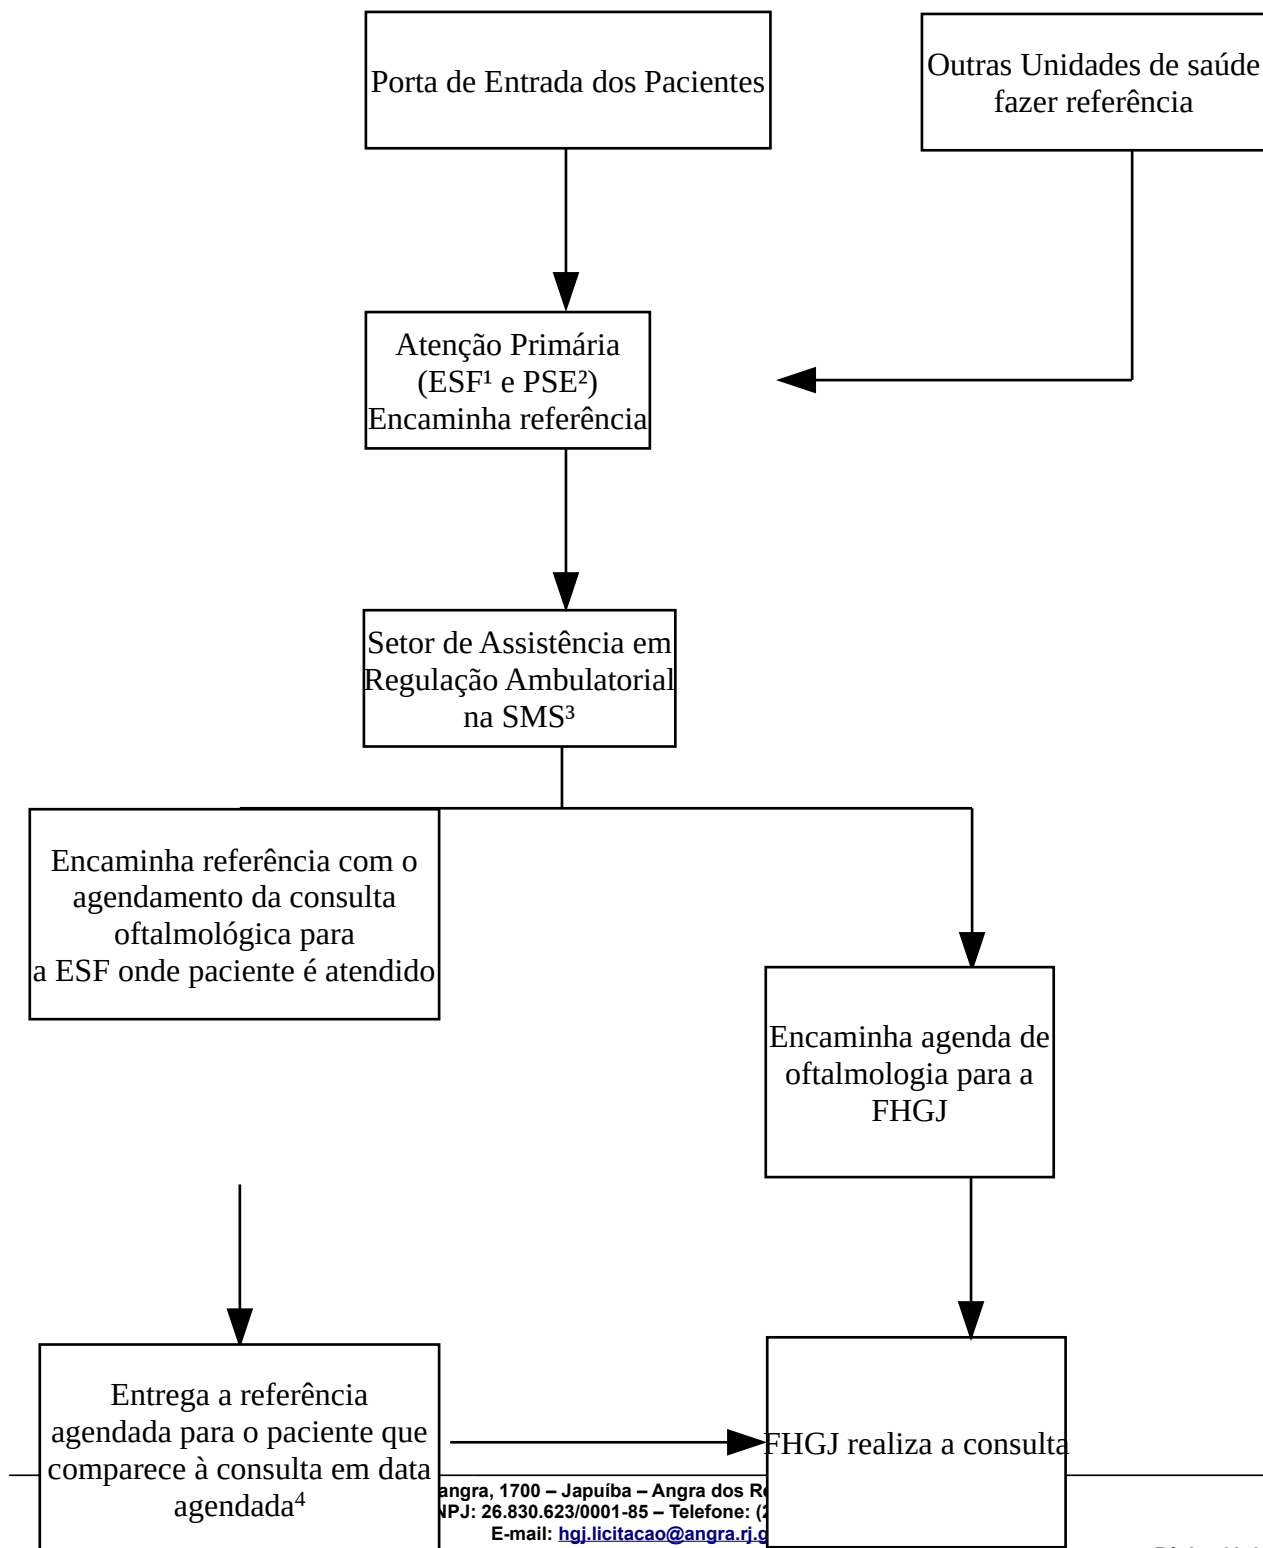 Porta de Entrada dos Pacientes
Outras Unidades de saúde
fazer referência
Atenção Primária
(ESF¹ e PSE²)
Encaminha referência
Setor de Assistência em
Regulação Ambulatorial
na SMS³
Encaminha referência com o
agendamento da consulta
oftalmológica para
a ESF onde paciente é atendido
Encaminha agenda de
oftalmologia para a
FHGJ
Entrega a referência
agendada para o paciente que
comparece à consulta em data
agendada⁴
FHGJ realiza a consulta
angra, 1700 – Japuíba – Angra dos
NPJ: 26.830.623/0001-85 – Telefone:
E-mail: hgj.licitacao@angra.rj.g